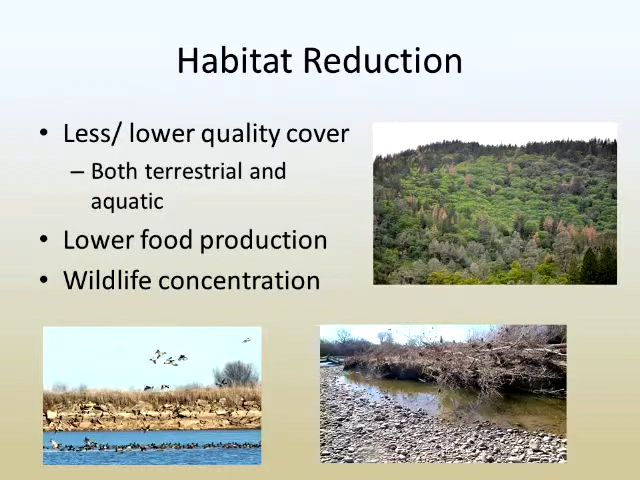 Habitat Reduction
• Less/ lower quality cover
– Both terrestrial and
aquatic
• Lower food production
• Wildlife concentration